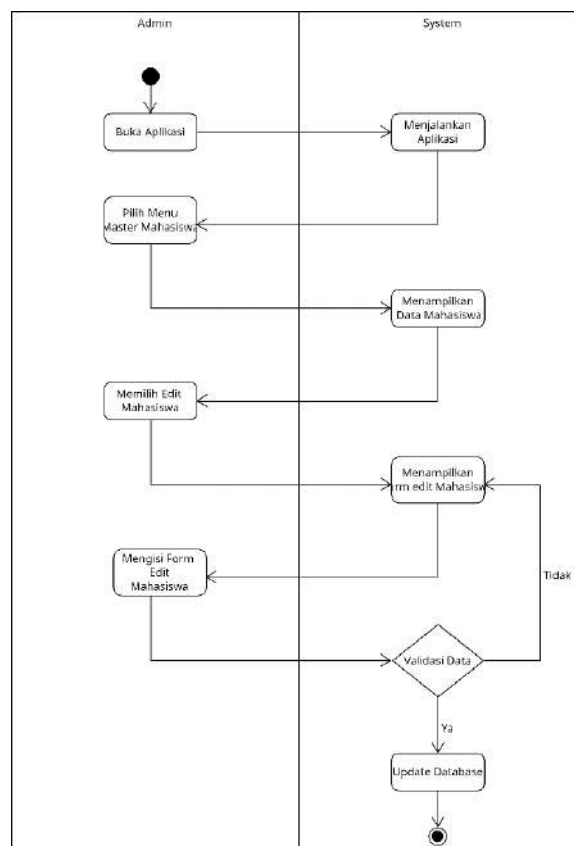 Admin
System
Buka Aplikasi
Menjalankan
Aplikasi
Pilih Menu
Master Mahasiswa
Menampilkan
Data Mahasiswa
Memilih Edit
Mahasiswa
Menampilkan
rm edit Mahasisw
Mengisi Form
Edit
Mahasiswa
Tidak
Validasi Data
Ya
Update Database